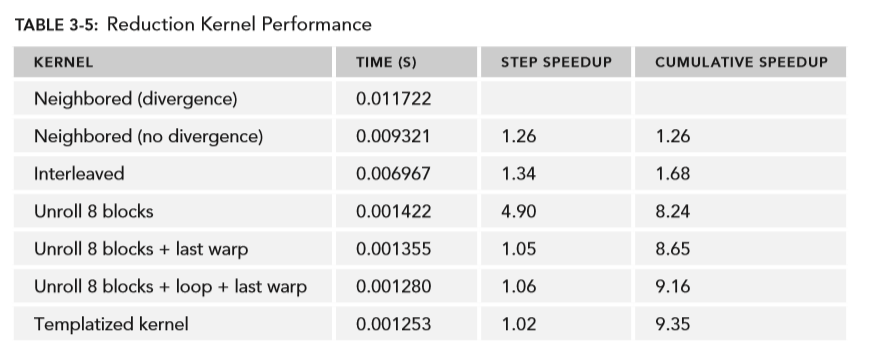 TABLE 3-5: Reduction Kernel Performance
KERNEL TIME (S) STEP SPEEDUP CUMULATIVE SPEEDUP
Neighbored (divergence) 0.011722
Neighbored (no divergence) 0.009321 1.26 1.26
Interleaved 0.006967 1.34 1.68
Unroll 8 blocks 0.001422 4.90 8.24
Unroll 8 blocks + last warp 0.001355 1.05 8.65
Unroll 8 blocks + loop + last warp 0.001280 1.06 9.16
Templatized kernel 0.001253 1.02 9.35